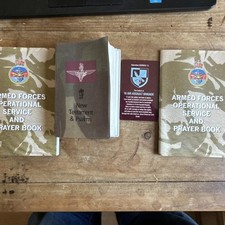 ARMED FORCES
OPERATIONAL
SERVICE
AND
PRAYER BOOK
New
Testament
& Psalms
ARMED FORCES
OPERATIONAL
SERVICE
AND
PRAYER BOOK